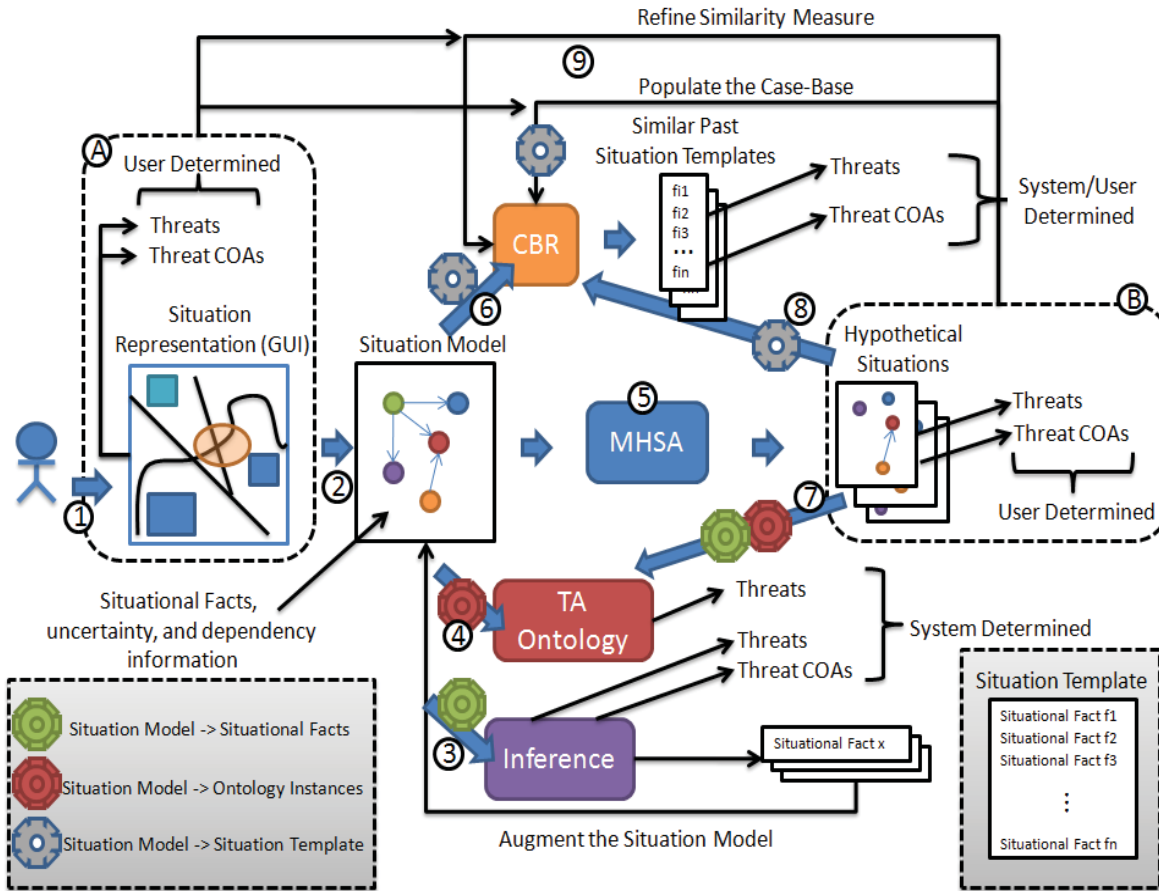 Refine Similarity Measure
9
Populate the Case-Base
A
User Determined
Threats
Threat COAs
Similar Past
Situation Templates
fi1
fi2
fi3
...
fin
...
Threats
Threat COAs
System/User
Determined
CBR
6
8
B
Situation
Representation (GUI)
Situation Model
Hypothetical
Situations
5
MHSA
Threats
Threat COAs
User Determined
1
2
7
Situational Facts,
uncertainty, and dependency
information
4
TA
Ontology
Threats
Threats
Threat COAs
System Determined
3
Inference
Situational Fact x
Augment the Situation Model
Situation Model -> Situational Facts
Situation Model -> Ontology Instances
Situation Model -> Situation Template
Situation Template
Situational Fact f1
Situational Fact f2
Situational Fact f3
⋮
Situational Fact fn